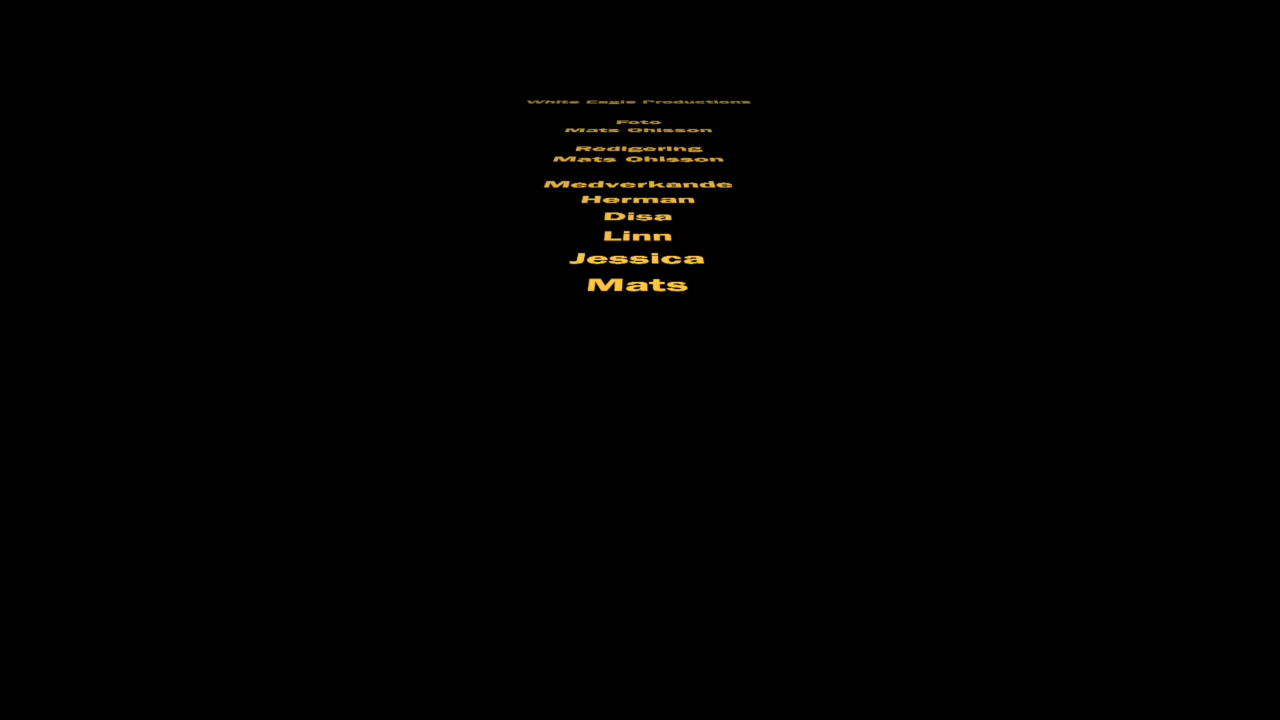 White Eagle Productions
Foto
Mats Ohlsson
Redigering
Mats Ohlsson
Medverkande
Herman
Disa
Linn
Jessica
Mats